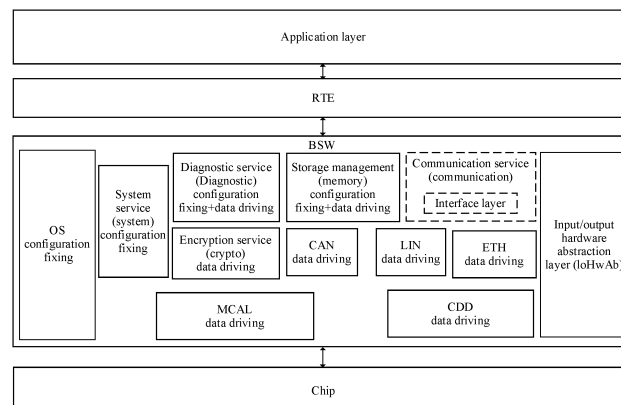 Application layer
RTE
BSW
OS
configuration
fixing
System
service
(system)
configuration
fixing
Diagnostic service
(Diagnostic)
configuration
fixing+data driving
Storage management
(memory)
configuration
fixing+data driving
Communication service
(communication)
Interface layer
Input/output
hardware
abstraction
layer (IoHwAb)
Encryption service
(crypto)
data driving
CAN
data driving
LIN
data driving
ETH
data driving
MCAL
data driving
CDD
data driving
Chip